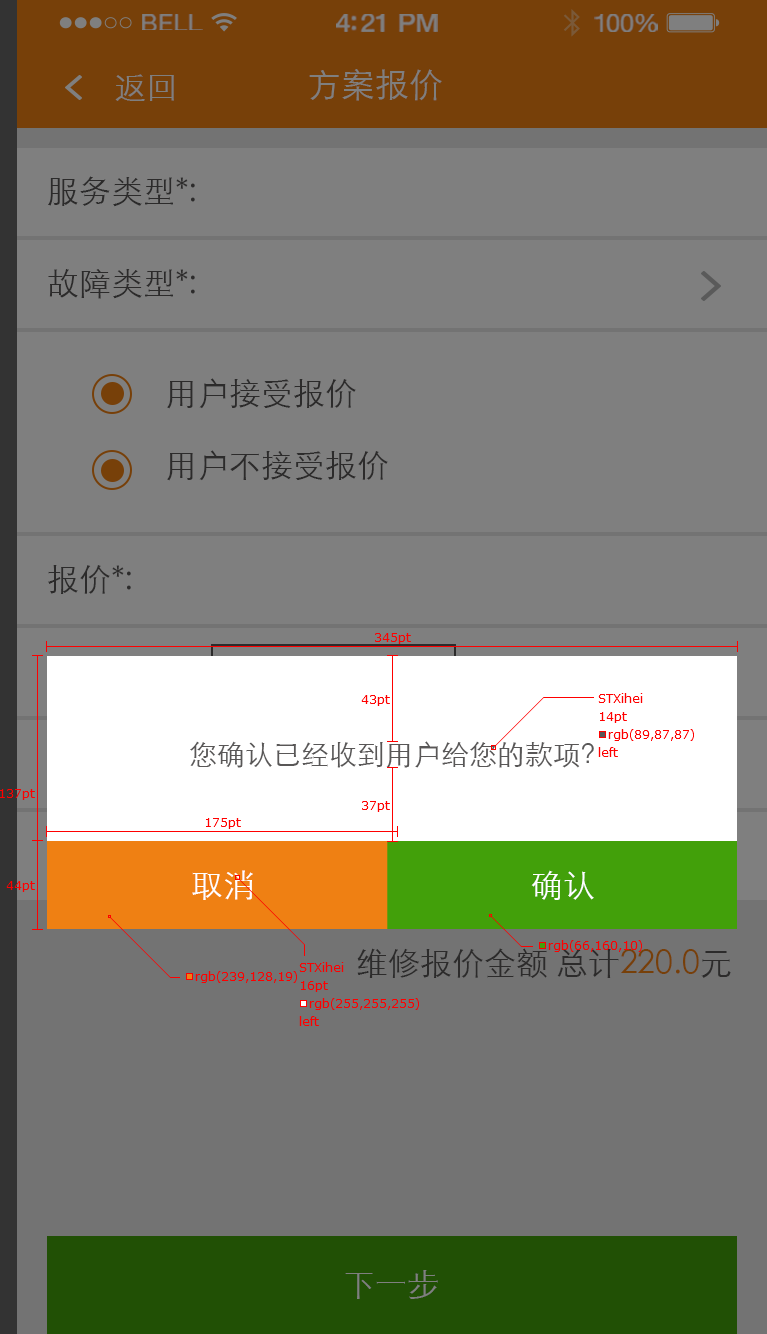 BELL 4:21 PM 100%
返回 方案报价
服务类型*:
故障类型*:
用户接受报价
用户不接受报价
报价*:
345pt
43pt
STXihei
14pt
rgb(89,87,87)
left
您确认已经收到用户给您的款项?
137pt
37pt
175pt
44pt
取消 确认
rgb(66,160,10)
维修报价金额 总计220.0元
rgb(239,128,19)
STXihei
16pt
rgb(255,255,255)
left
下一步